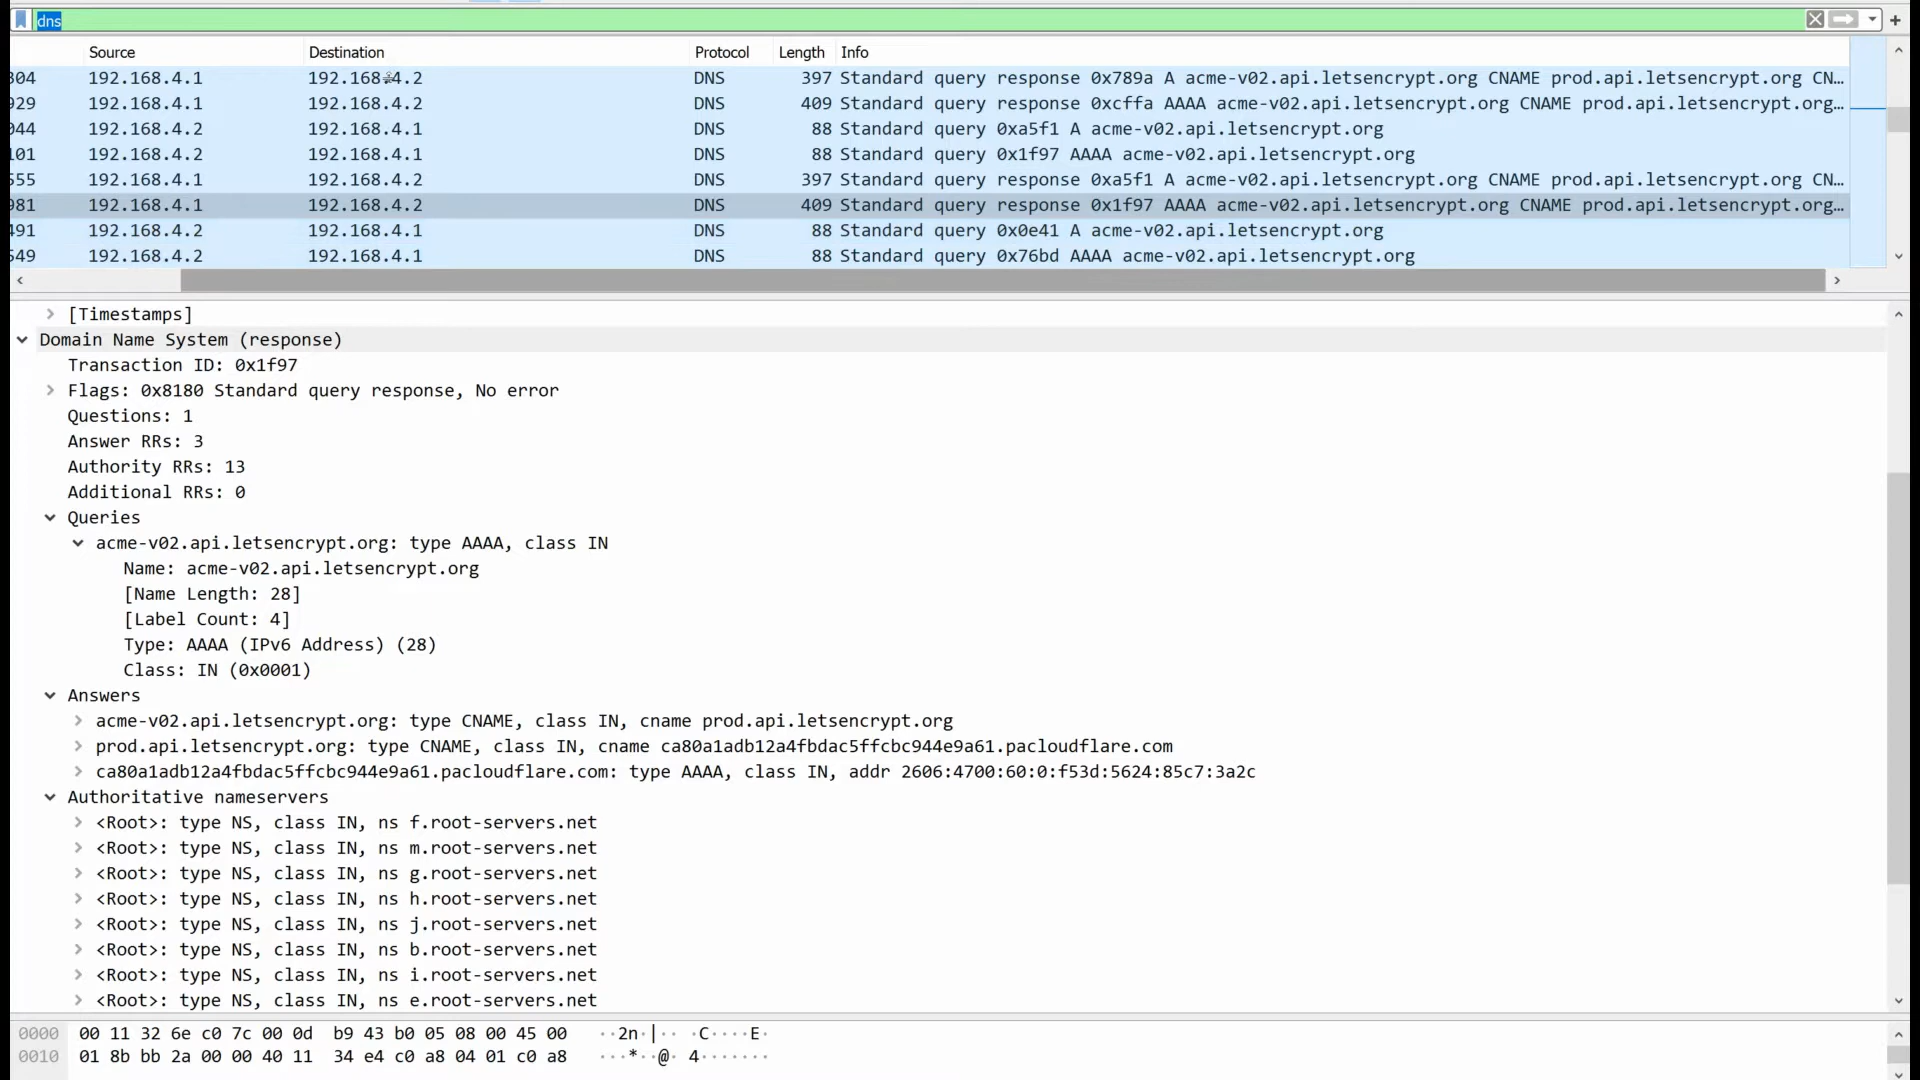 dns
Source Destination Protocol Length Info
304 192.168.4.1 192.168.4.2 DNS 397 Standard query response 0x789a A acme-v02.api.letsencrypt.org CNAME prod.api.letsencrypt.org CN…
929 192.168.4.1 192.168.4.2 DNS 409 Standard query response 0xcffa AAAA acme-v02.api.letsencrypt.org CNAME prod.api.letsencrypt.org…
044 192.168.4.2 192.168.4.1 DNS 88 Standard query 0xa5f1 A acme-v02.api.letsencrypt.org
101 192.168.4.2 192.168.4.1 DNS 88 Standard query 0x1f97 AAAA acme-v02.api.letsencrypt.org
555 192.168.4.1 192.168.4.2 DNS 397 Standard query response 0xa5f1 A acme-v02.api.letsencrypt.org CNAME prod.api.letsencrypt.org CN…
981 192.168.4.1 192.168.4.2 DNS 409 Standard query response 0x1f97 AAAA acme-v02.api.letsencrypt.org CNAME prod.api.letsencrypt.org…
491 192.168.4.2 192.168.4.1 DNS 88 Standard query 0x0e41 A acme-v02.api.letsencrypt.org
549 192.168.4.2 192.168.4.1 DNS 88 Standard query 0x76bd AAAA acme-v02.api.letsencrypt.org
[Timestamps]
Domain Name System (response)
Transaction ID: 0x1f97
Flags: 0x8180 Standard query response, No error
Questions: 1
Answer RRs: 3
Authority RRs: 13
Additional RRs: 0
Queries
acme-v02.api.letsencrypt.org: type AAAA, class IN
Name: acme-v02.api.letsencrypt.org
[Name Length: 28]
[Label Count: 4]
Type: AAAA (IPv6 Address) (28)
Class: IN (0x0001)
Answers
acme-v02.api.letsencrypt.org: type CNAME, class IN, cname prod.api.letsencrypt.org
prod.api.letsencrypt.org: type CNAME, class IN, cname ca80a1adb12a4fbdac5ffcbc944e9a61.pacloudflare.com
ca80a1adb12a4fbdac5ffcbc944e9a61.pacloudflare.com: type AAAA, class IN, addr 2606:4700:60:0:f53d:5624:85c7:3a2c
Authoritative nameservers
<Root>: type NS, class IN, ns f.root-servers.net
<Root>: type NS, class IN, ns m.root-servers.net
<Root>: type NS, class IN, ns g.root-servers.net
<Root>: type NS, class IN, ns h.root-servers.net
<Root>: type NS, class IN, ns j.root-servers.net
<Root>: type NS, class IN, ns b.root-servers.net
<Root>: type NS, class IN, ns i.root-servers.net
<Root>: type NS, class IN, ns e.root-servers.net
0000 00 11 32 6e c0 7c 00 0d b9 43 b0 05 08 00 45 00 ··2n·|·· ·C····E·
0010 01 8b bb 2a 00 00 40 11 34 e4 c0 a8 04 01 c0 a8 ···*··@· 4·······